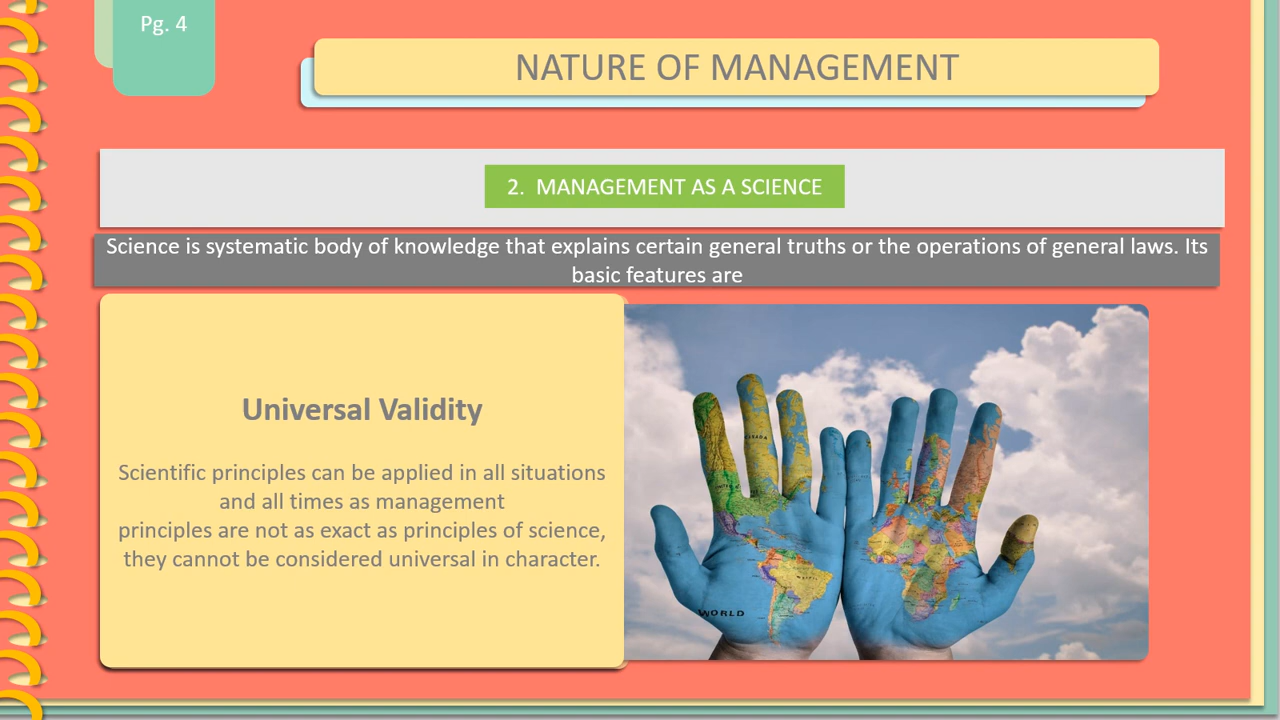 Pg. 4
NATURE OF MANAGEMENT
2. MANAGEMENT AS A SCIENCE
Science is systematic body of knowledge that explains certain general truths or the operations of general laws. Its
basic features are
Universal Validity
Scientific principles can be applied in all situations
and all times as management
principles are not as exact as principles of science,
they cannot be considered universal in character.
WORLD